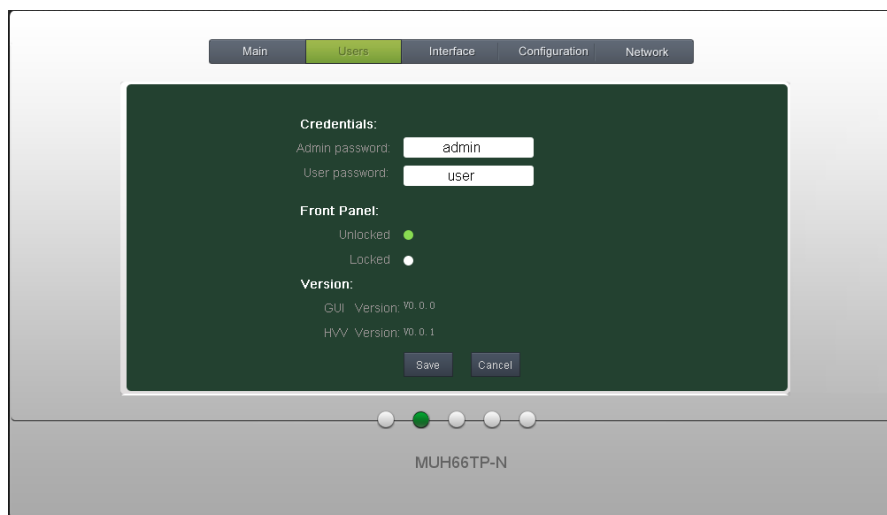 Main Users Interface Configuration Network
Credentials:
Admin password: admin
User password: user
Front Panel:
Unlocked
Locked
Version:
GUI Version: V0.0.0
HVV Version: V0.0.1
Save Cancel
MUH66TP-N